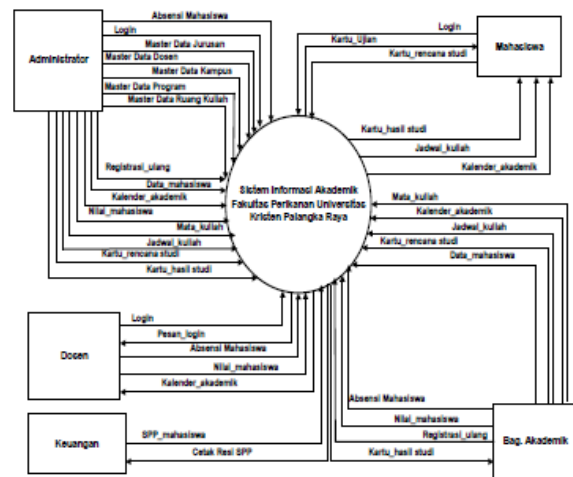 Administrator
Absensi Mahasiswa
Login
Master Data Jurusan
Master Data Dosen
Master Data Kampus
Master Data Program
Master Data Ruang Kuliah
Registrasi_ulang
Data_mahasiswa
Kalender_akademik
Nilai_mahasiswa
Mata_kuliah
Jadwal_kuliah
Kartu_rencana studi
Kartu_hasil studi
Login
Kartu_Ujian
Kartu_rencana studi
Mahasiswa
Kartu_hasil studi
Jadwal_kuliah
Kalender_akademik
Sistem Informasi Akademik
Fakultas Perikanan Universitas
Kristen Palangka Raya
Mata_kuliah
Kalender_akademik
Jadwal_kuliah
Kartu_rencana studi
Data_mahasiswa
Dosen
Login
Pesan_login
Absensi Mahasiswa
Nilai_mahasiswa
Kalender_akademik
Keuangan
SPP_mahasiswa
Cetak Resi SPP
Absensi Mahasiswa
Nilai_mahasiswa
Registrasi_ulang
Kartu_hasil studi
Bag. Akademik